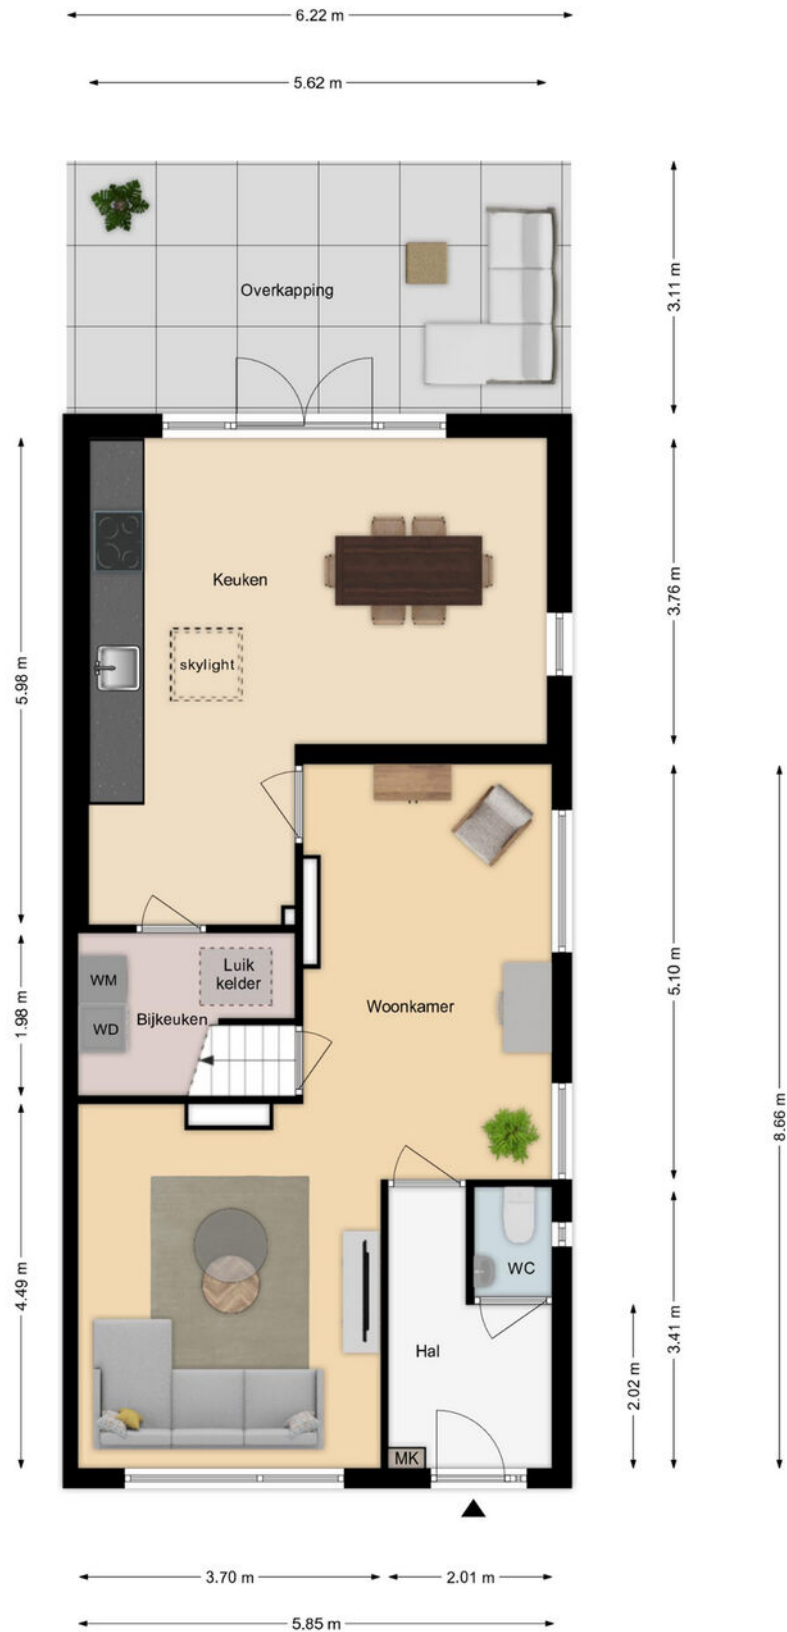 6.22 m
5.62 m
Overkapping
3.11 m
Keuken
skylight
3.76 m
5.98 m
WM
Luik
kelder
WD
Bijkeuken
Woonkamer
1.98 m
5.10 m
8.66 m
WC
Hal
MK
4.49 m
3.41 m
2.02 m
3.70 m
2.01 m
5.85 m